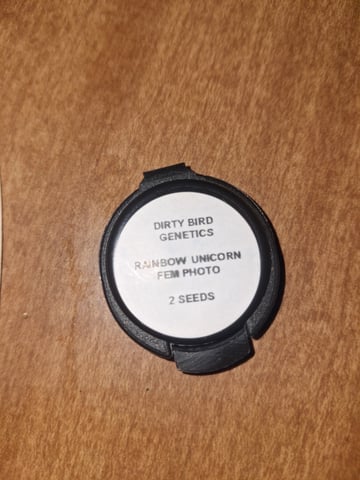 DIRTY BIRD
GENETICS
RAINBOW UNICORN
FEM PHOTO
2 SEEDS